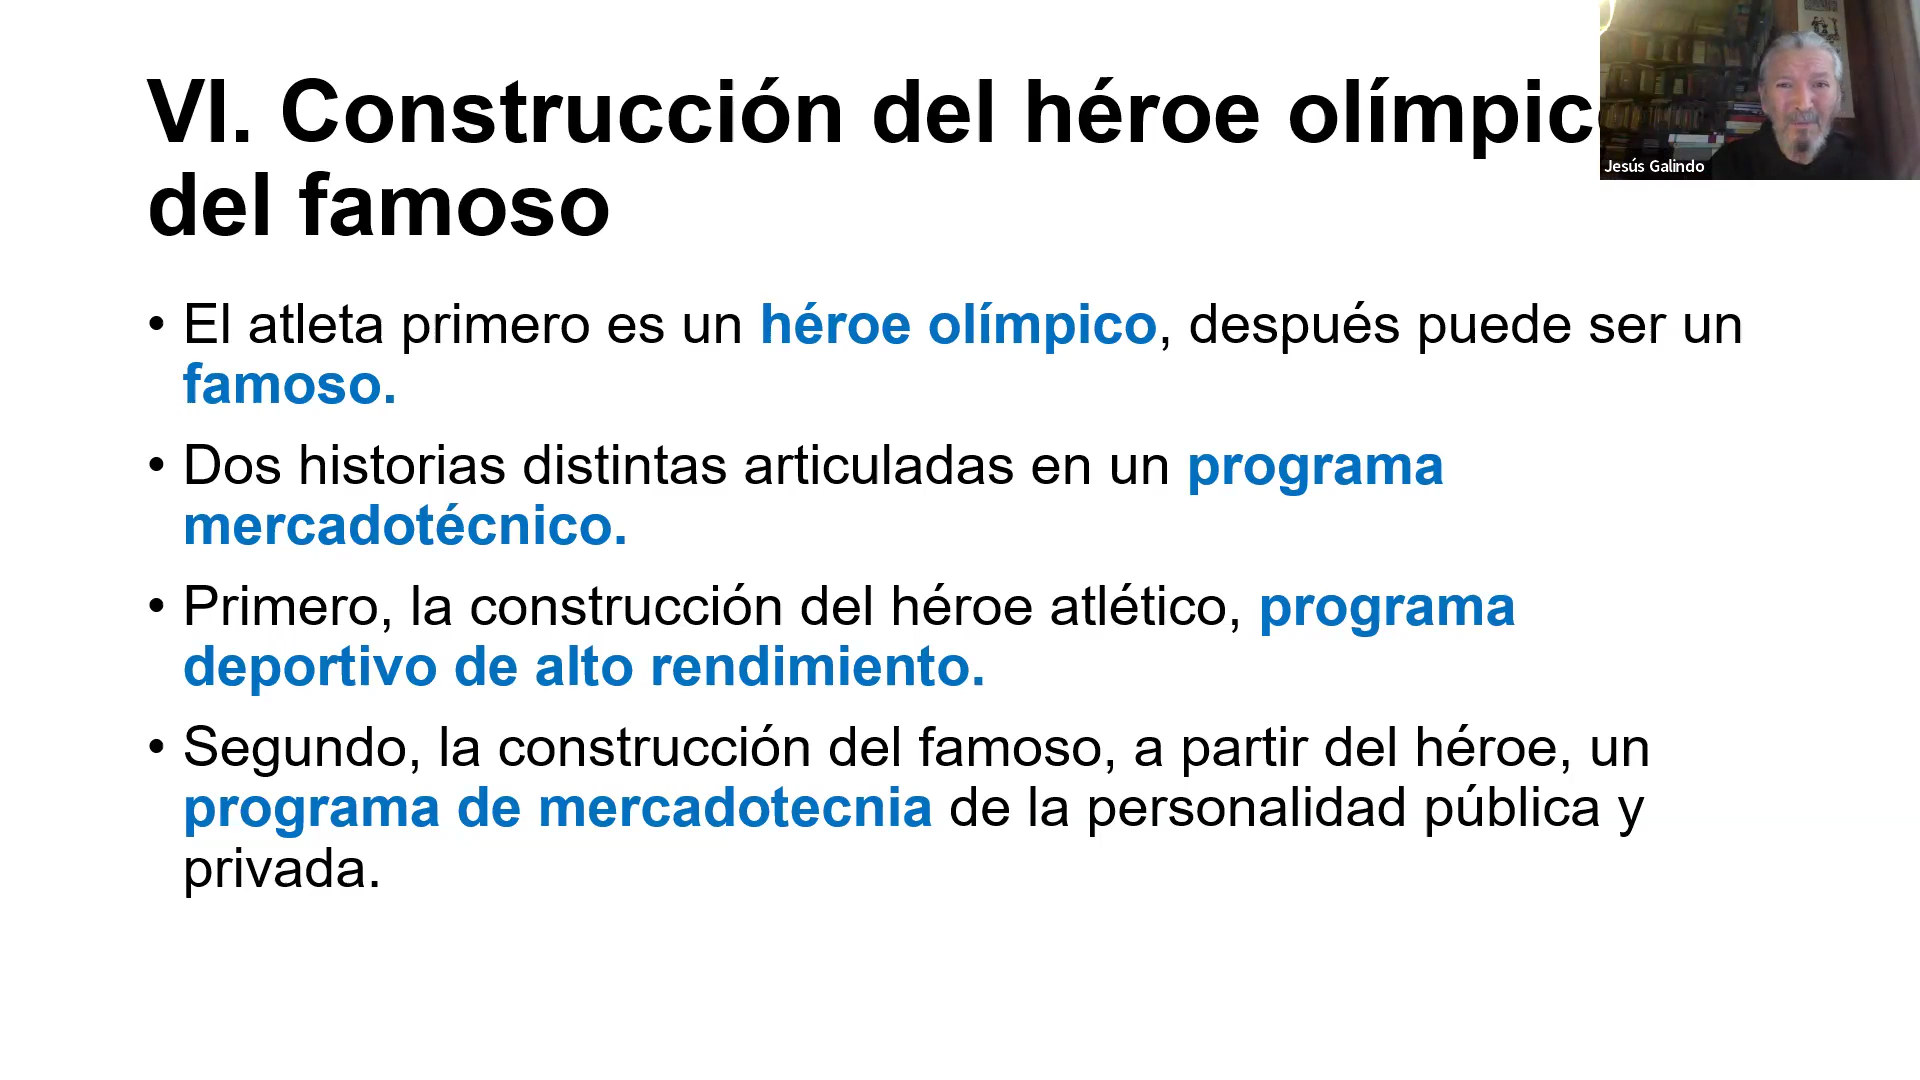 VI. Construcción del héroe olímpic
del famoso
Jesús Galindo
• El atleta primero es un héroe olímpico, después puede ser un
famoso.
• Dos historias distintas articuladas en un programa
mercadotécnico.
• Primero, la construcción del héroe atlético, programa
deportivo de alto rendimiento.
• Segundo, la construcción del famoso, a partir del héroe, un
programa de mercadotecnia de la personalidad pública y
privada.